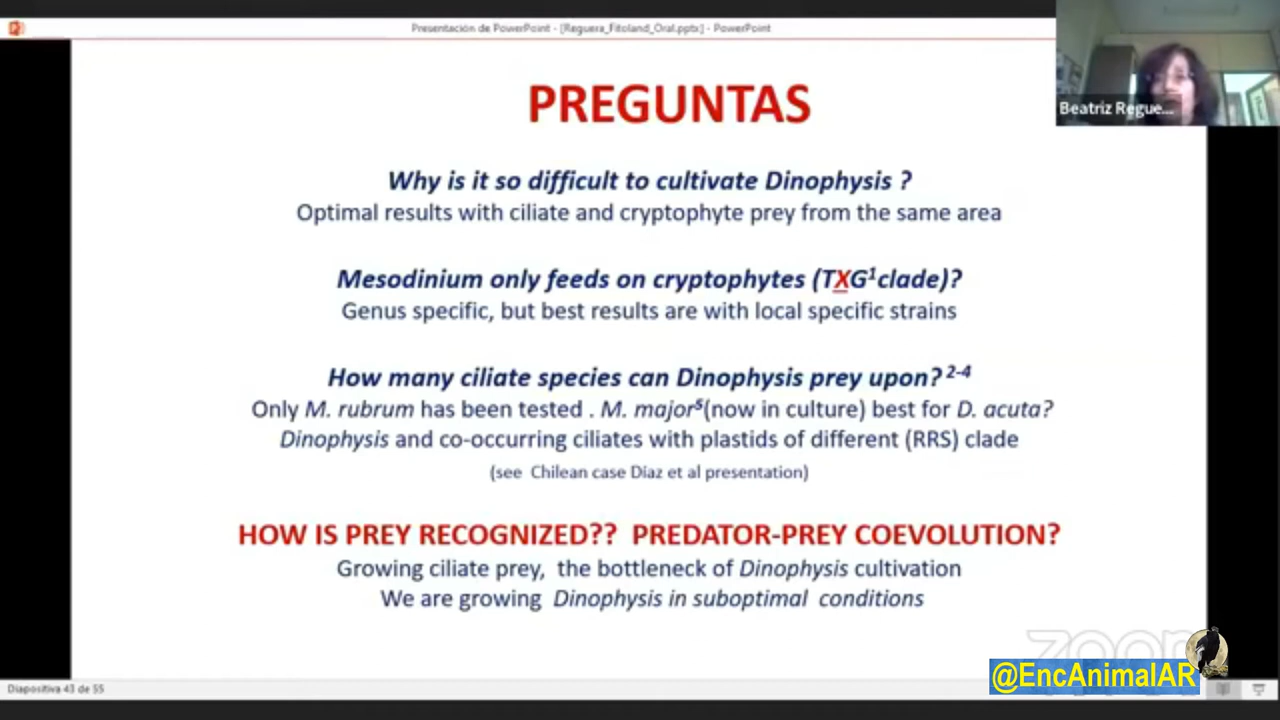 Presentación de PowerPoint - [Reguera_Fitoland_Oral.pptx] - PowerPoint
Beatriz Regue...
PREGUNTAS
Why is it so difficult to cultivate Dinophysis ?
Optimal results with ciliate and cryptophyte prey from the same area
Mesodinium only feeds on cryptophytes (TXG¹clade)?
Genus specific, but best results are with local specific strains
How many ciliate species can Dinophysis prey upon? ²⁻⁴
Only M. rubrum has been tested . M. major⁵(now in culture) best for D. acuta?
Dinophysis and co-occurring ciliates with plastids of different (RRS) clade
(see Chilean case Díaz et al presentation)
HOW IS PREY RECOGNIZED?? PREDATOR-PREY COEVOLUTION?
Growing ciliate prey, the bottleneck of Dinophysis cultivation
We are growing Dinophysis in suboptimal conditions
zoom
@EncAnimalAR
Diapositiva 43 de 55